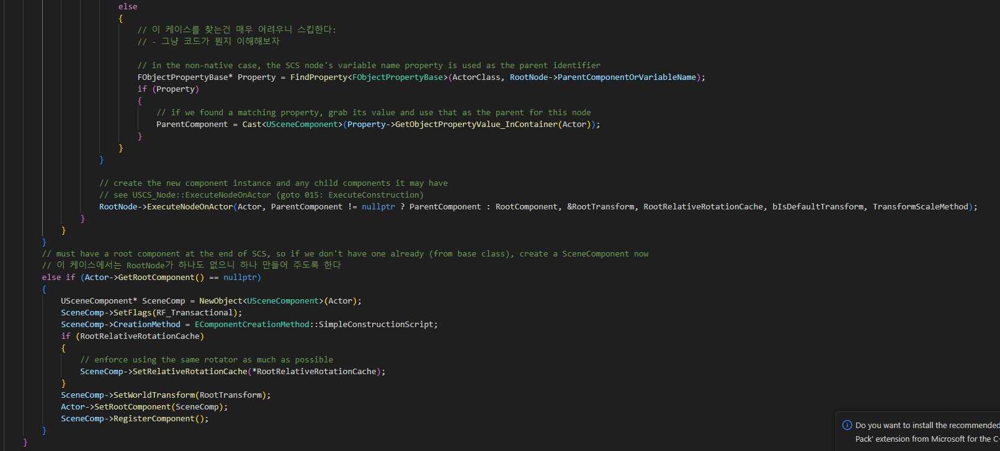 else
{
// 이 케이스를 찾는건 매우 어려우니 스킵한다:
// - 그냥 코드가 뭔지 이해해보자
// in the non-native case, the SCS node's variable name property is used as the parent identifier
FObjectPropertyBase* Property = FindProperty<FObjectPropertyBase>(ActorClass, RootNode->ParentComponentOrVariableName);
if (Property)
{
// if we found a matching property, grab its value and use that as the parent for this node
ParentComponent = Cast<USceneComponent>(Property->GetObjectPropertyValue_InContainer(Actor));
}
}
}
// create the new component instance and any child components it may have
// see USCS_Node::ExecuteNodeOnActor (goto 015: ExecuteConstruction)
RootNode->ExecuteNodeOnActor(Actor, ParentComponent != nullptr ? ParentComponent : RootComponent, &RootTransform, RootRelativeRotationCache, bIsDefaultTransform, TransformScaleMethod);
}
}
}
// must have a root component at the end of SCS, so if we don't have one already (from base class), create a SceneComponent now
// 이 케이스에서는 RootNode가 하나도 없으니 하나 만들어 주도록 한다
else if (Actor->GetRootComponent() == nullptr)
{
USceneComponent* SceneComp = NewObject<USceneComponent>(Actor);
SceneComp->SetFlags(RF_Transactional);
SceneComp->CreationMethod = EComponentCreationMethod::SimpleConstructionScript;
if (RootRelativeRotationCache)
{
// enforce using the same rotator as much as possible
SceneComp->SetRelativeRotationCache(*RootRelativeRotationCache);
}
SceneComp->SetWorldTransform(RootTransform);
Actor->SetRootComponent(SceneComp);
SceneComp->RegisterComponent();
}
}
Do you want to install the recommended
Pack' extension from Microsoft for the C-